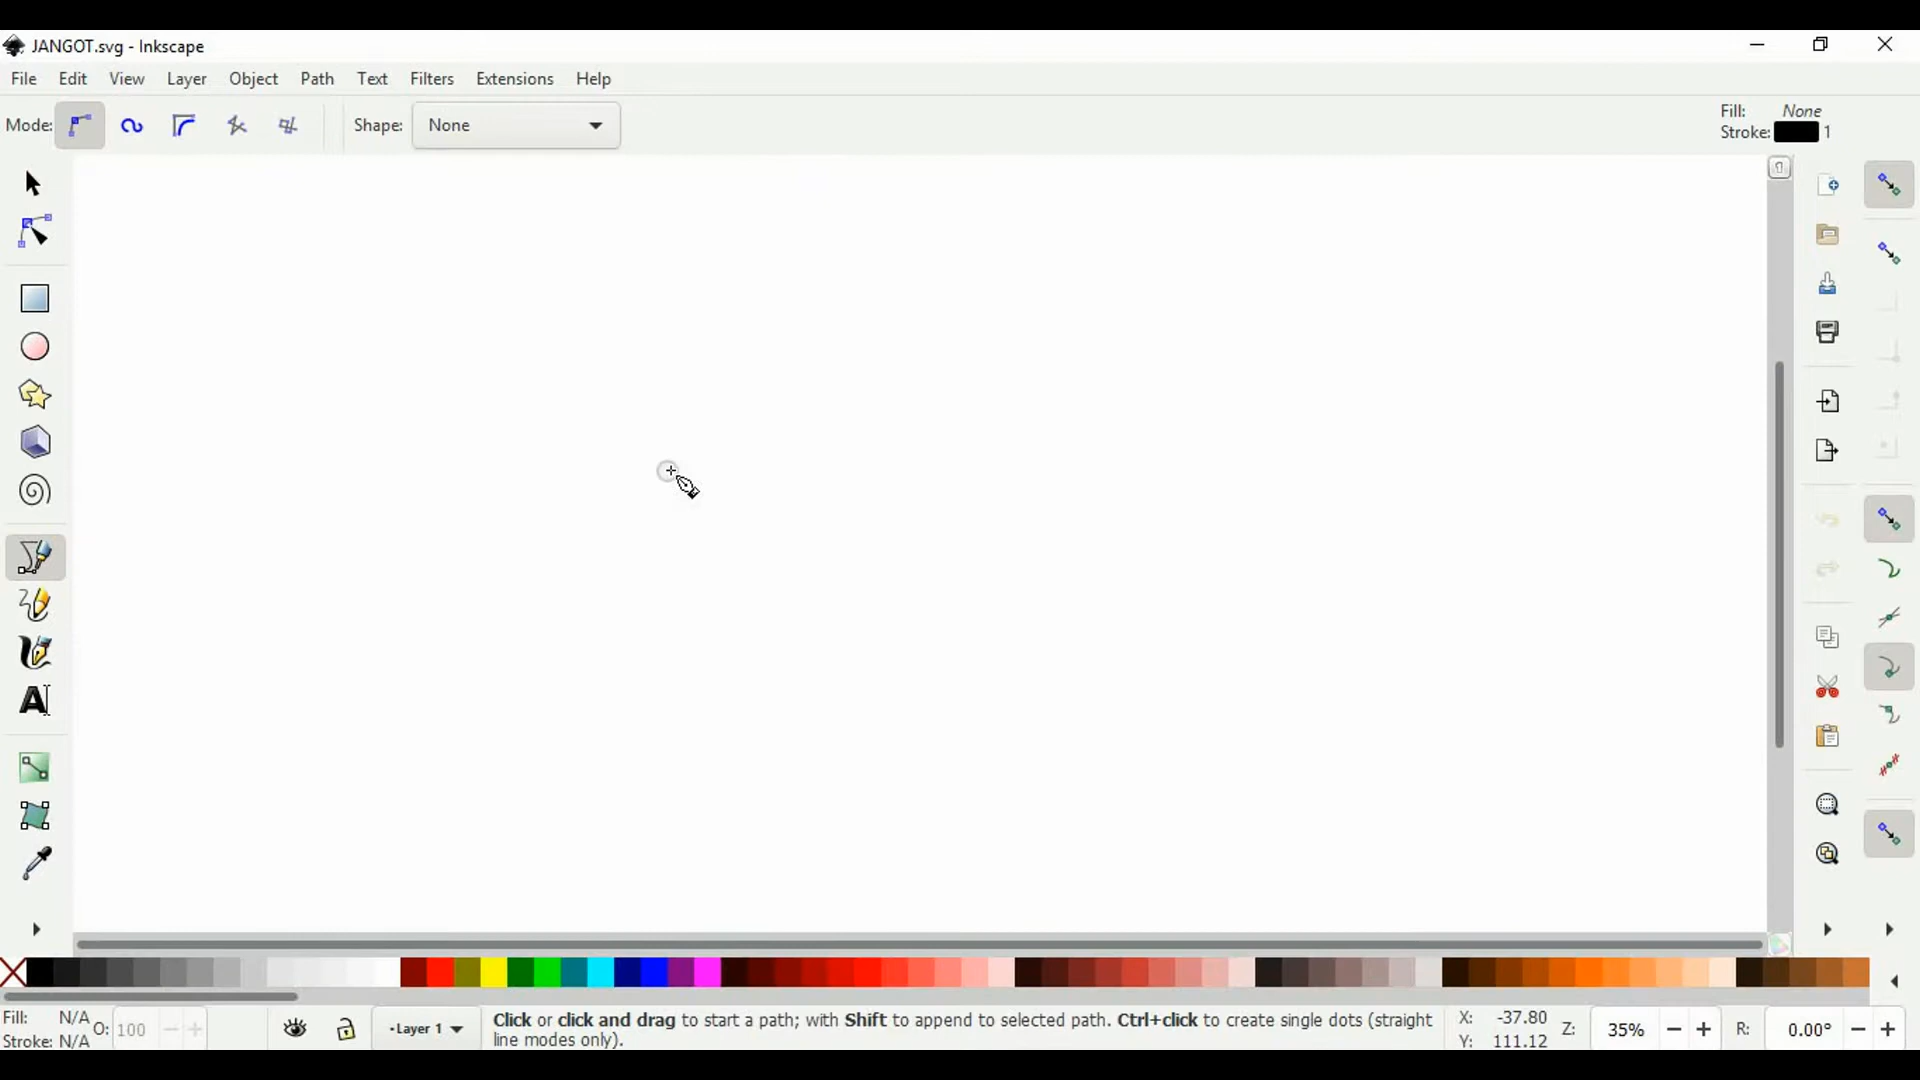 JANGOT.svg - Inkscape
File Edit View Layer Object Path Text Filters Extensions Help
Mode: Shape: None
Fill: None
Stroke: 1
Fill: N/A
Stroke: N/A
O: 100
Layer 1
Click or click and drag to start a path; with Shift to append to selected path. Ctrl+click to create single dots (straight
line modes only).
X: -37.80
Y: 111.12
Z: 35%
R: 0.00°